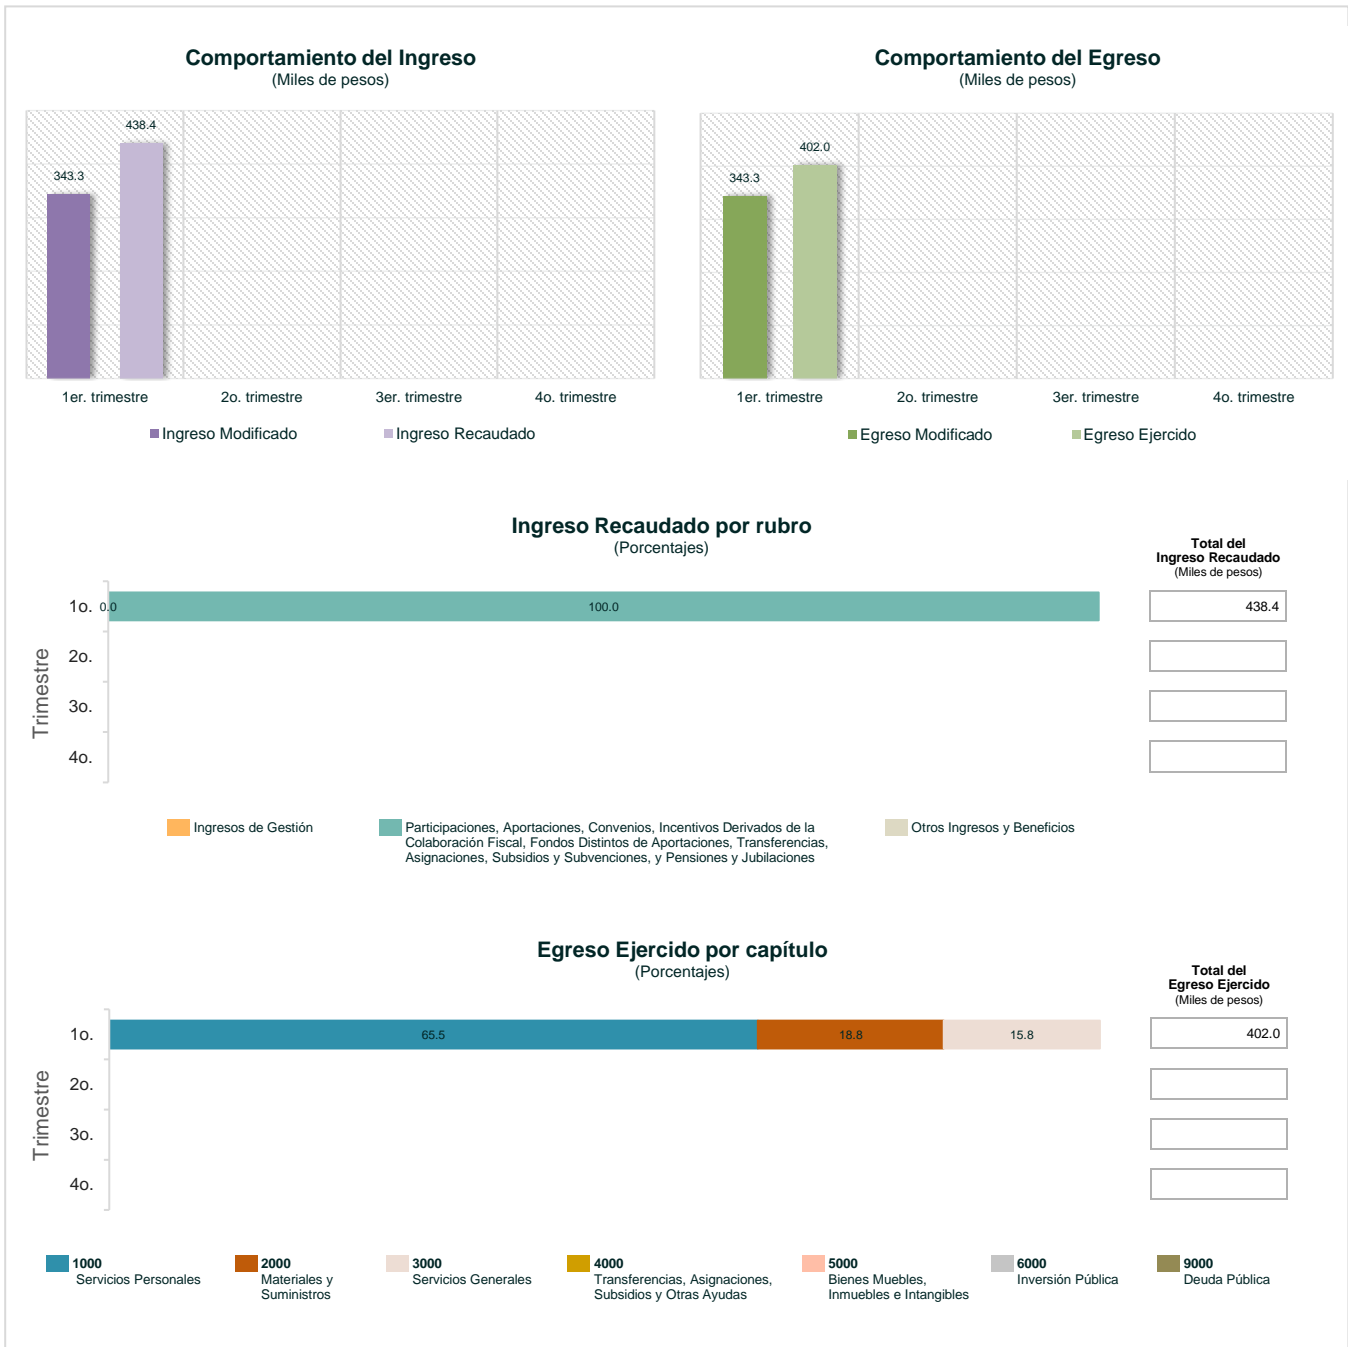 Comportamiento del Ingreso
(Miles de pesos)
438.4
343.3
1er. trimestre
2o. trimestre
3er. trimestre
4o. trimestre
Ingreso Modificado
Ingreso Recaudado
Comportamiento del Egreso
(Miles de pesos)
402.0
343.3
1er. trimestre
2o. trimestre
3er. trimestre
4o. trimestre
Egreso Modificado
Egreso Ejercido
Ingreso Recaudado por rubro
(Porcentajes)
Total del
Ingreso Recaudado
(Miles de pesos)
Trimestre
1o.
0.0
100.0
438.4
2o.
3o.
4o.
Ingresos de Gestión
Participaciones, Aportaciones, Convenios, Incentivos Derivados de la
Colaboración Fiscal, Fondos Distintos de Aportaciones, Transferencias,
Asignaciones, Subsidios y Subvenciones, y Pensiones y Jubilaciones
Otros Ingresos y Beneficios
Egreso Ejercido por capítulo
(Porcentajes)
Total del
Egreso Ejercido
(Miles de pesos)
Trimestre
1o.
65.5
18.8
15.8
402.0
2o.
3o.
4o.
1000
Servicios Personales
2000
Materiales y
Suministros
3000
Servicios Generales
4000
Transferencias, Asignaciones,
Subsidios y Otras Ayudas
5000
Bienes Muebles,
Inmuebles e Intangibles
6000
Inversión Pública
9000
Deuda Pública